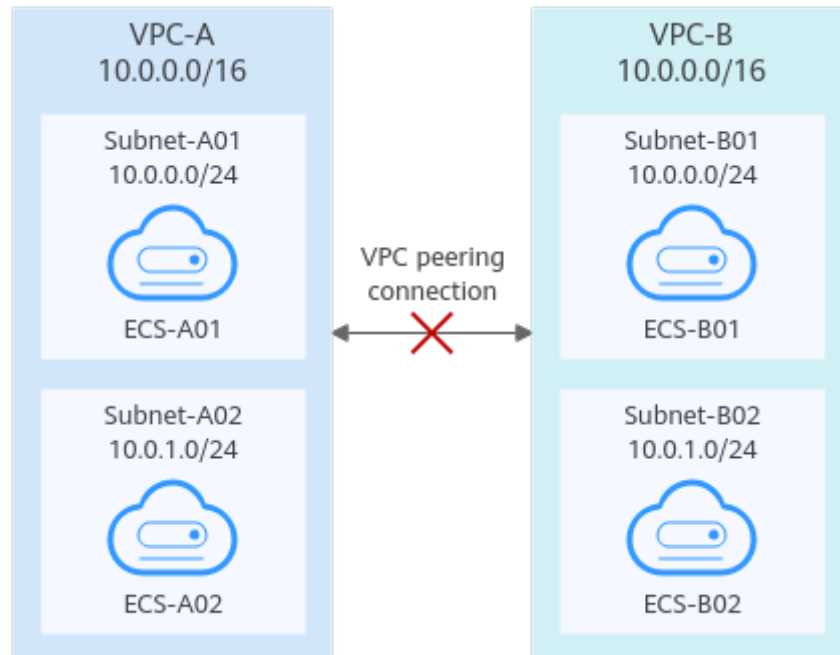 VPC-A
10.0.0.0/16
Subnet-A01
10.0.0.0/24
ECS-A01
Subnet-A02
10.0.1.0/24
ECS-A02
VPC peering
connection
VPC-B
10.0.0.0/16
Subnet-B01
10.0.0.0/24
ECS-B01
Subnet-B02
10.0.1.0/24
ECS-B02